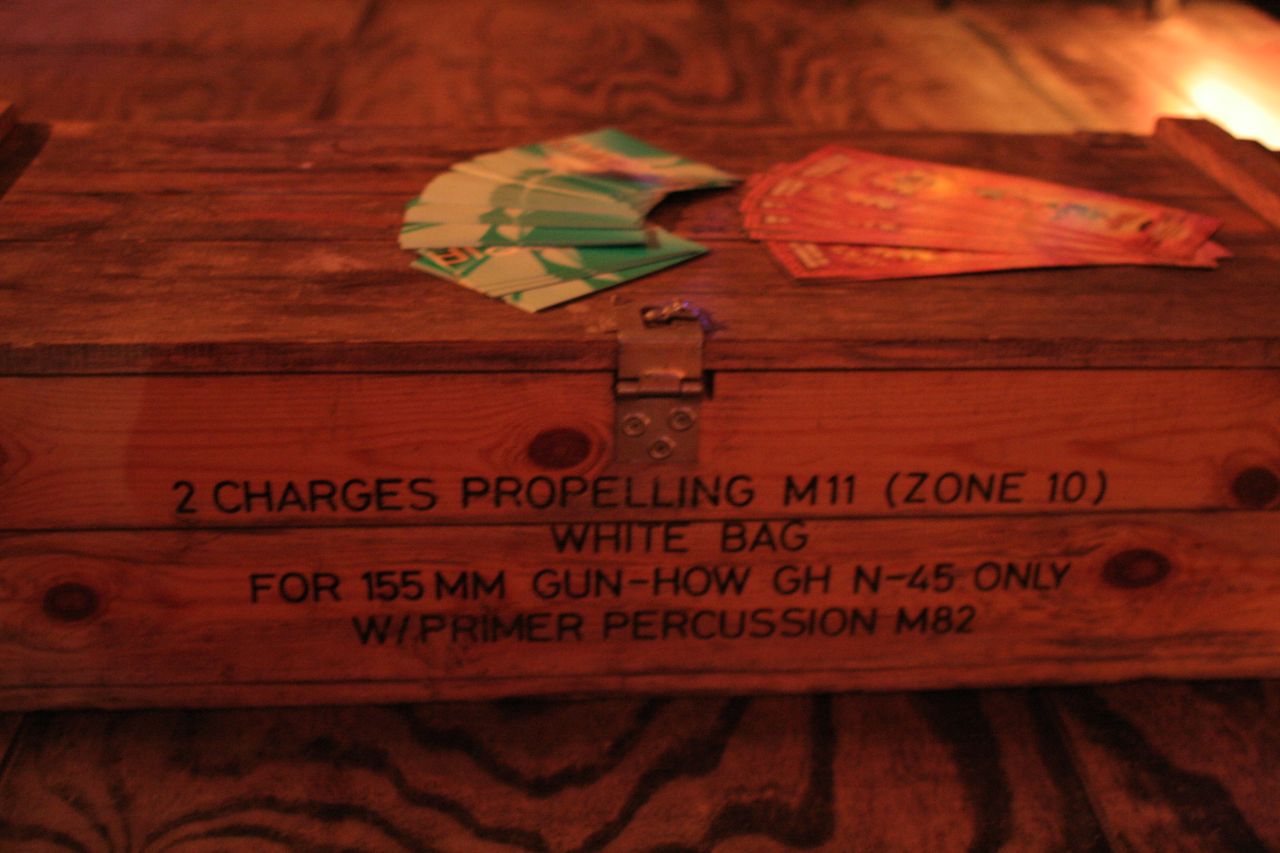 2 CHARGES PROPELLING M11 (ZONE 10)
WHITE BAG
FOR 155 MM GUN-HOW GH N-45 ONLY
W/PRIMER PERCUSSION M82